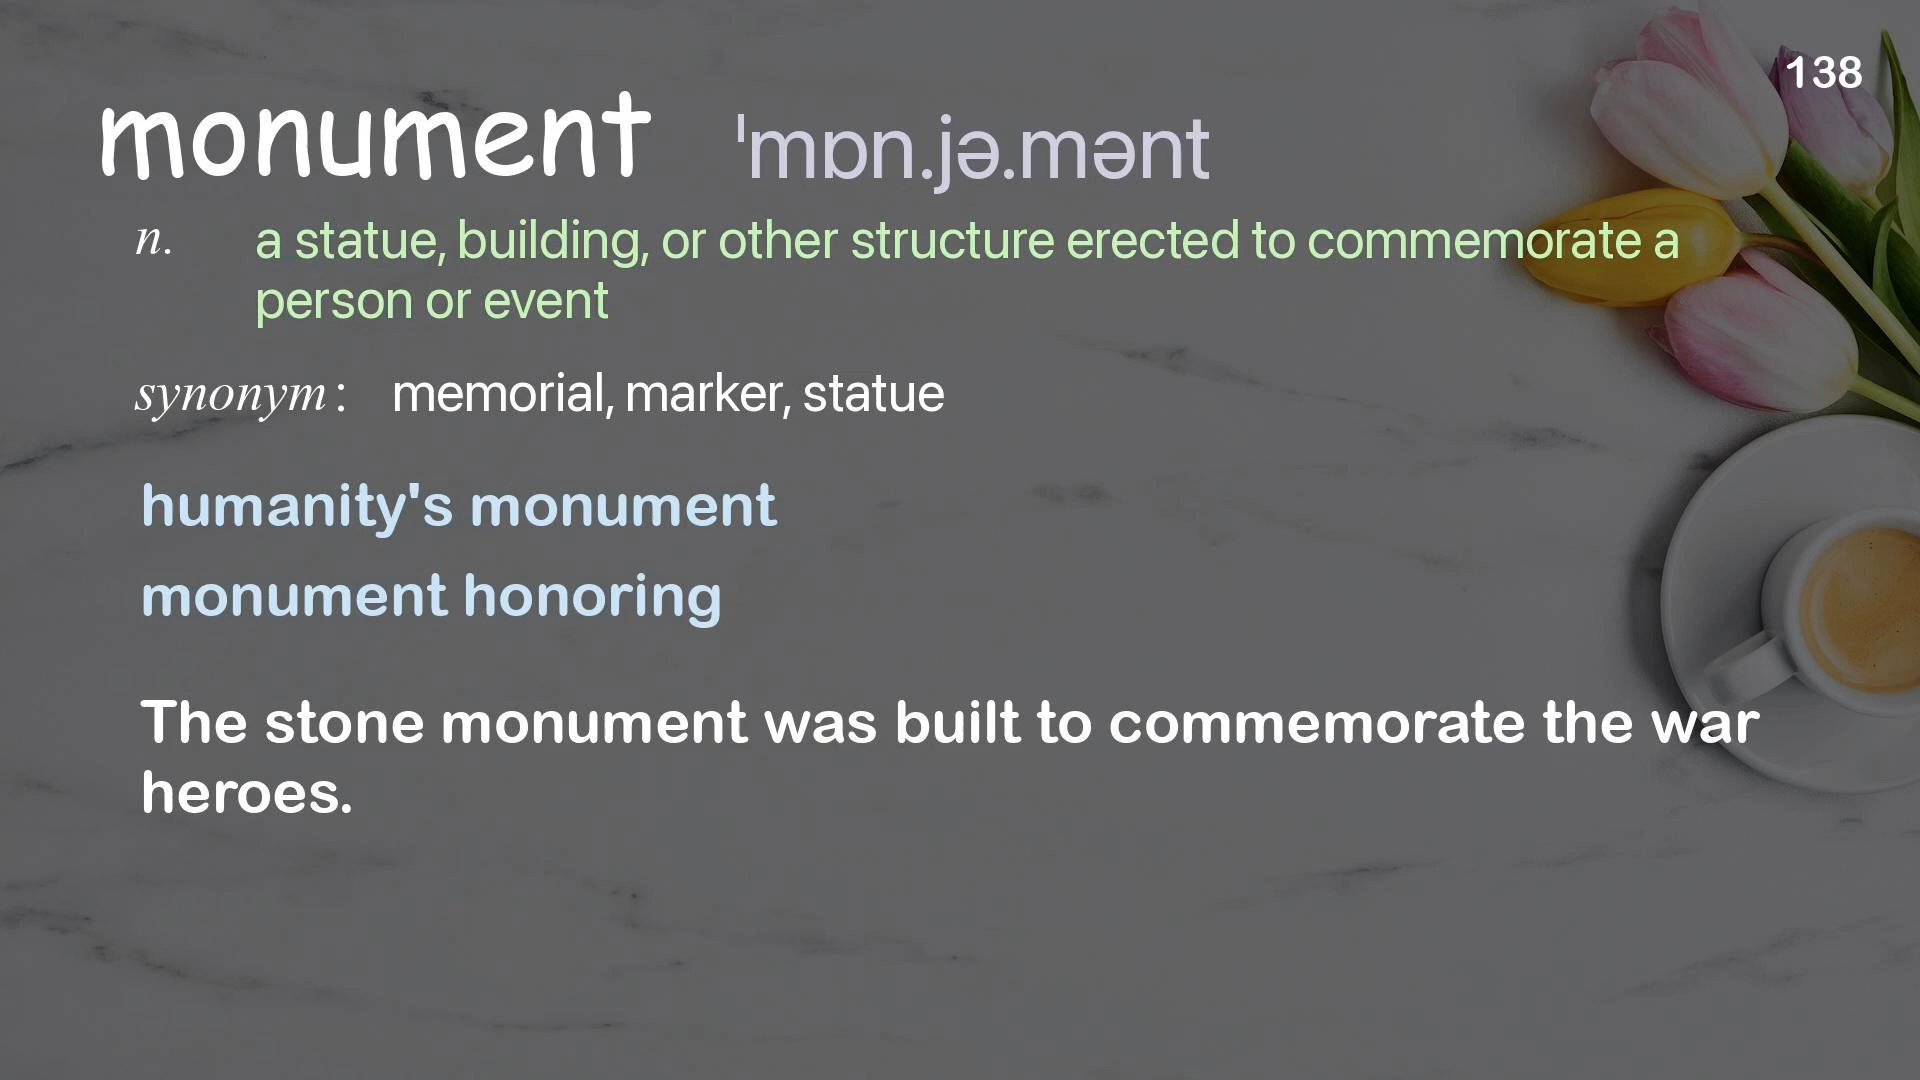 138
monument ˈmɒn.jə.mənt
n. a statue, building, or other structure erected to commemorate a
person or event
synonym: memorial, marker, statue
humanity's monument
monument honoring
The stone monument was built to commemorate the war
heroes.